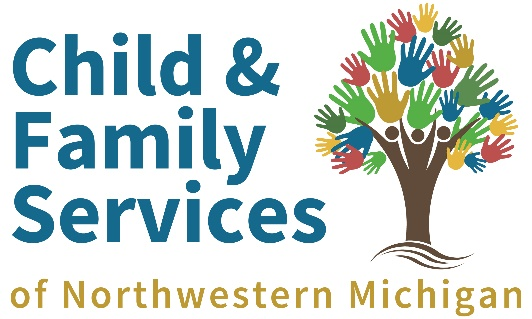 Child &
Family
Services
of Northwestern Michigan